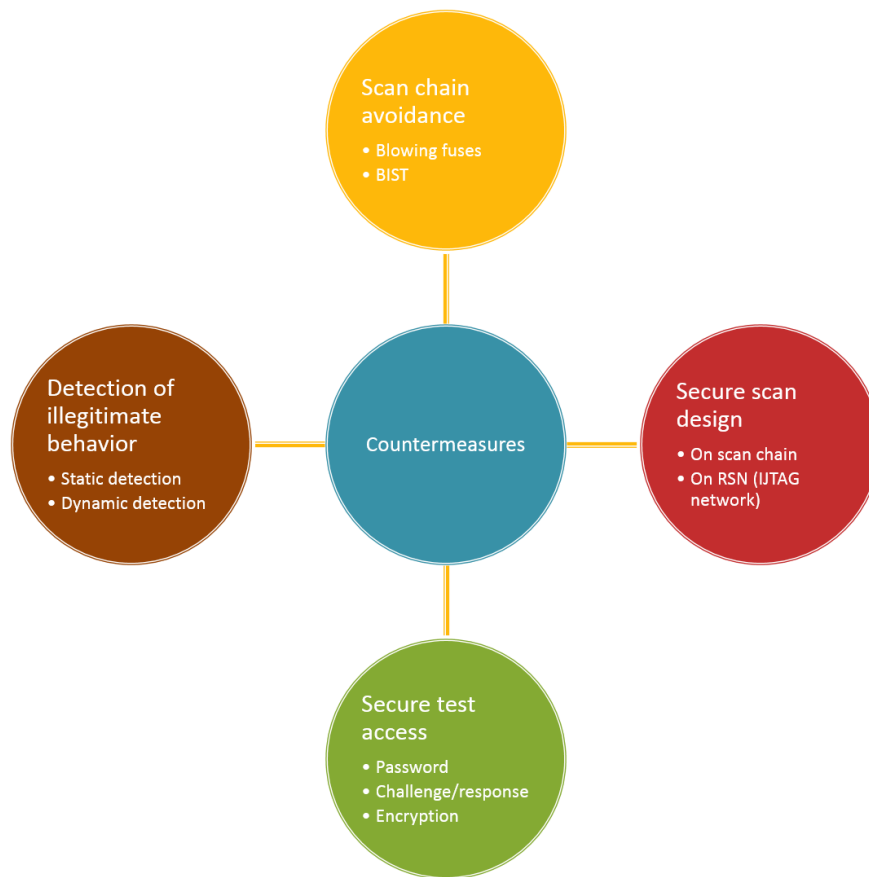 Scan chain
avoidance
• Blowing fuses
• BIST
Detection of
illegitimate
behavior
• Static detection
• Dynamic detection
Countermeasures
Secure scan
design
• On scan chain
• On RSN (IJTAG
network)
Secure test
access
• Password
• Challenge/response
• Encryption